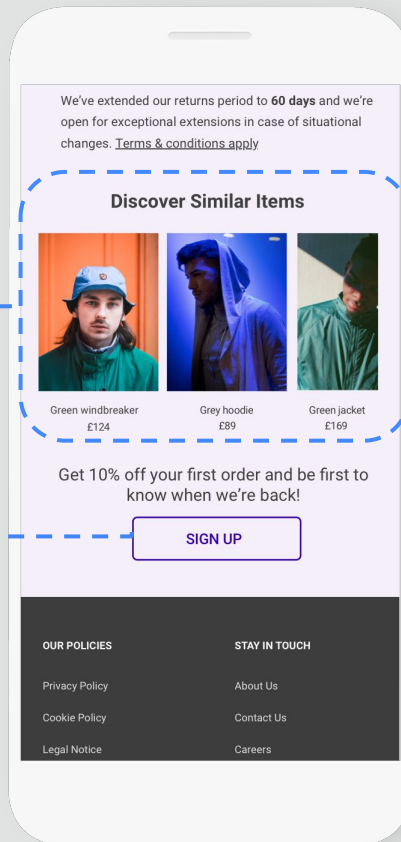 We’ve extended our returns period to 60 days and we’re
open for exceptional extensions in case of situational
changes. Terms & conditions apply
Discover Similar Items
Green windbreaker
£124
Grey hoodie
£89
Green jacket
£169
Get 10% off your first order and be first to
know when we’re back!
SIGN UP
OUR POLICIES
Privacy Policy
Cookie Policy
Legal Notice
STAY IN TOUCH
About Us
Contact Us
Careers